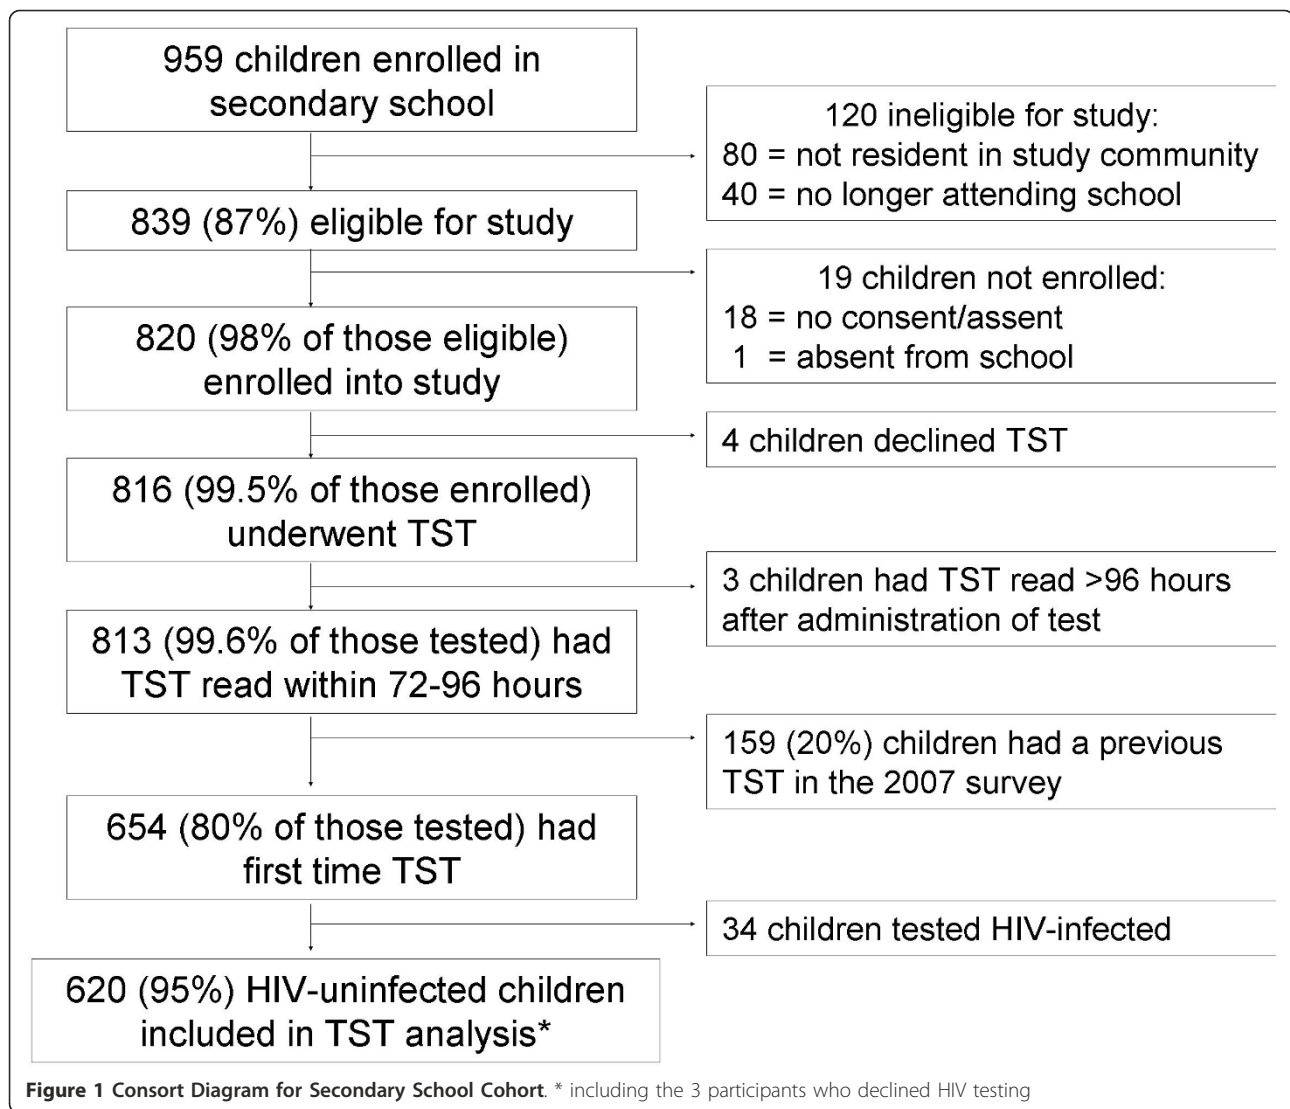 959 children enrolled in
secondary school
120 ineligible for study:
80 = not resident in study community
40 = no longer attending school
839 (87%) eligible for study
19 children not enrolled:
18 = no consent/assent
1 = absent from school
820 (98% of those eligible)
enrolled into study
4 children declined TST
816 (99.5% of those enrolled)
underwent TST
3 children had TST read >96 hours
after administration of test
813 (99.6% of those tested) had
TST read within 72-96 hours
159 (20%) children had a previous
TST in the 2007 survey
654 (80% of those tested) had
first time TST
34 children tested HIV-infected
620 (95%) HIV-uninfected children
included in TST analysis*
Figure 1 Consort Diagram for Secondary School Cohort. * including the 3 participants who declined HIV testing